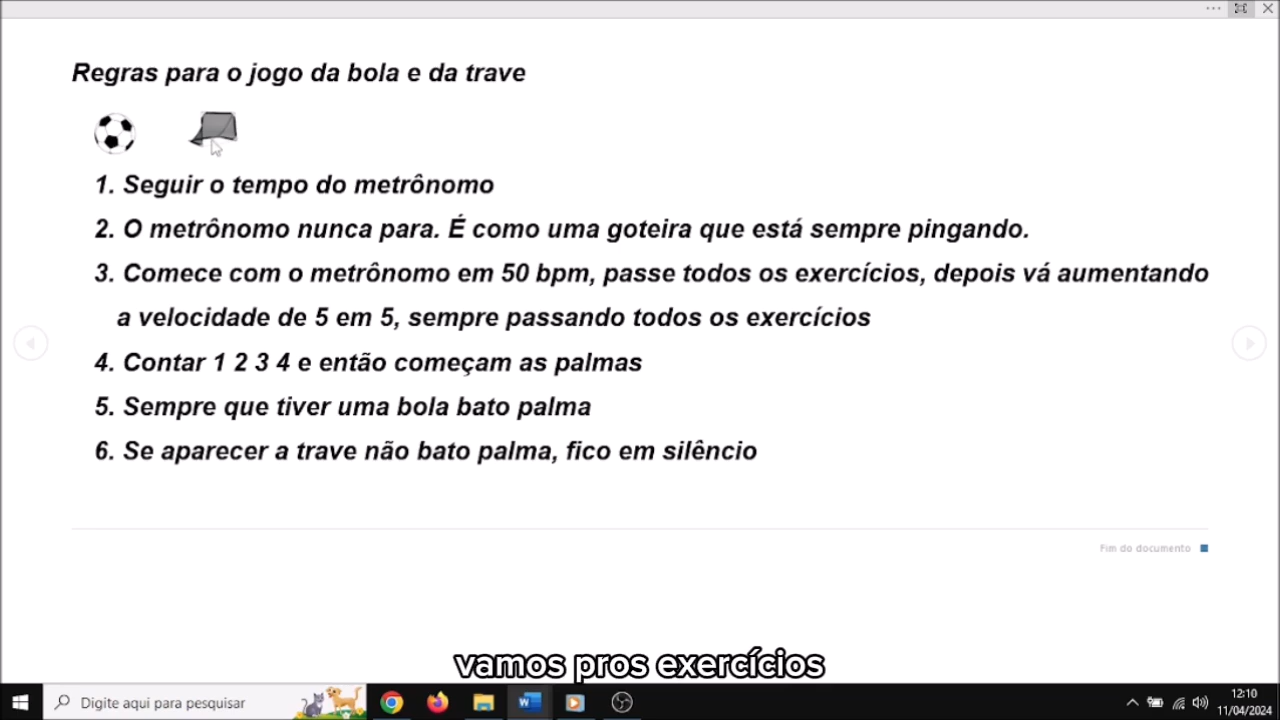 Regras para o jogo da bola e da trave
1. Seguir o tempo do metrônomo
2. O metrônomo nunca para. É como uma goteira que está sempre pingando.
3. Comece com o metrônomo em 50 bpm, passe todos os exercícios, depois vá aumentando
a velocidade de 5 em 5, sempre passando todos os exercícios
4. Contar 1 2 3 4 e então começam as palmas
5. Sempre que tiver uma bola bato palma
6. Se aparecer a trave não bato palma, fico em silêncio
Fim do documento
vamos pros exercícios
Digite aqui para pesquisar
12:10
11/04/2024